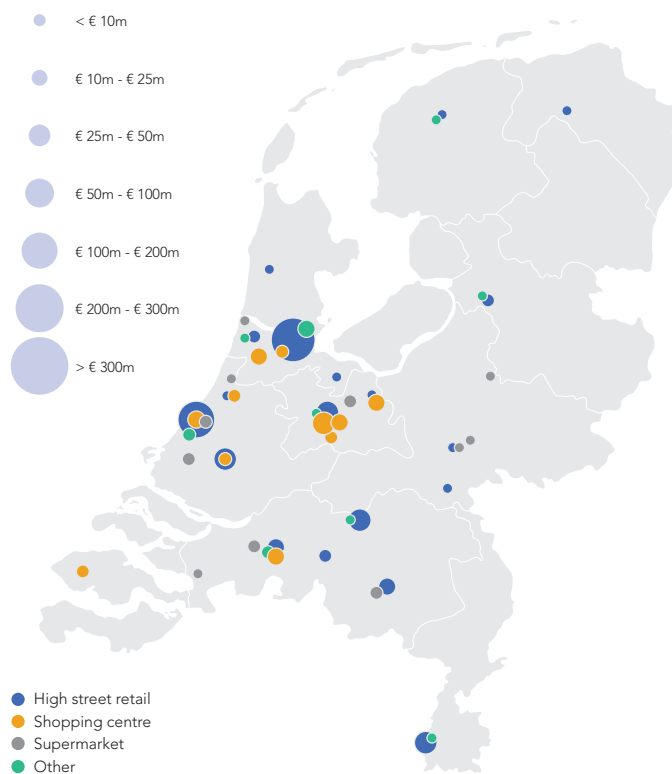 < € 10m
€ 10m - € 25m
€ 25m - € 50m
€ 50m - € 100m
€ 100m - € 200m
€ 200m - € 300m
> € 300m
High street retail
Shopping centre
Supermarket
Other